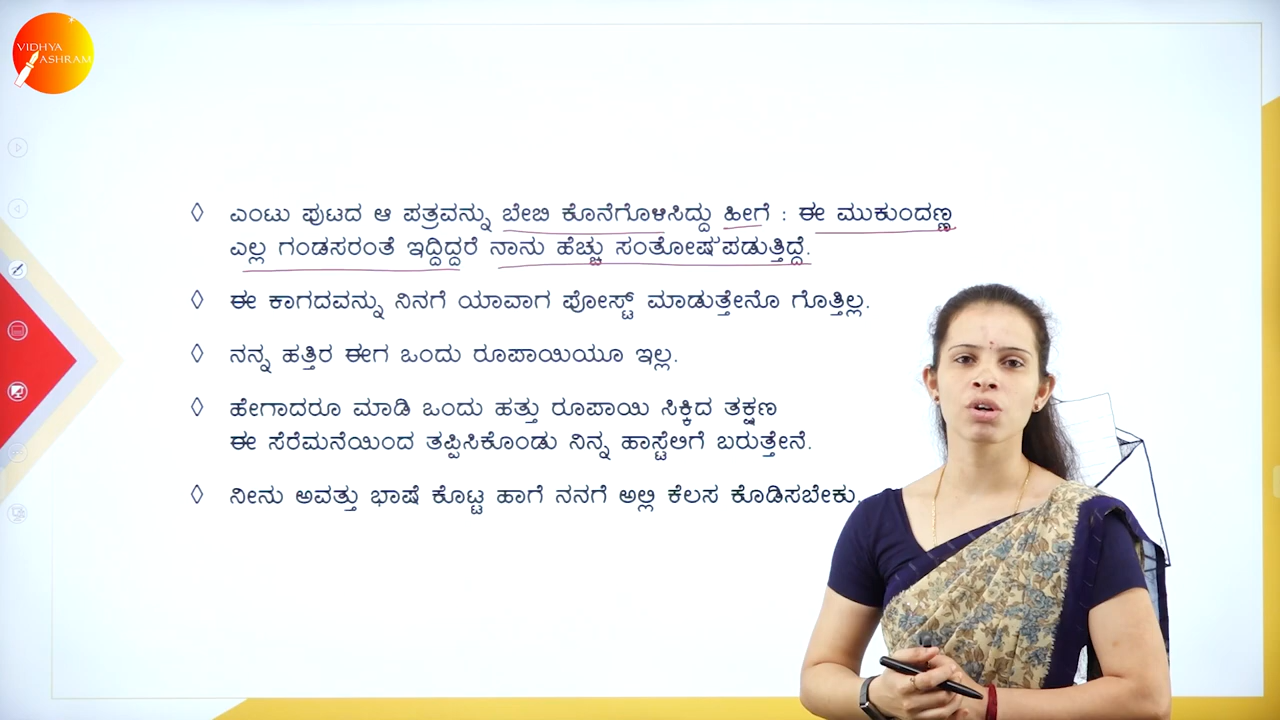 VIDHYA
ASHRAM
ಎಂಟು ಪುಟದ ಆ ಪತ್ರವನ್ನು ಬೇಬಿ ಕೊನೆಗೊಳಿಸಿದ್ದು ಹೀಗೆ : ಈ ಮುಕುಂದಣ್ಣ
ಎಲ್ಲ ಗಂಡಸರಂತೆ ಇದ್ದಿದ್ದರೆ ನಾನು ಹೆಚ್ಚು ಸಂತೋಷಪಡುತ್ತಿದ್ದೆ.
ಈ ಕಾಗದವನ್ನು ನಿನಗೆ ಯಾವಾಗ ಪೋಸ್ಟ್ ಮಾಡುತ್ತೇನೊ ಗೊತ್ತಿಲ್ಲ.
ನನ್ನ ಹತ್ತಿರ ಈಗ ಒಂದು ರೂಪಾಯಿಯೂ ಇಲ್ಲ.
ಹೇಗಾದರೂ ಮಾಡಿ ಒಂದು ಹತ್ತು ರೂಪಾಯಿ ಸಿಕ್ಕಿದ ತಕ್ಷಣ
ಈ ಸೆರೆಮನೆಯಿಂದ ತಪ್ಪಿಸಿಕೊಂಡು ನಿನ್ನ ಹಾಸ್ಟೆಲಿಗೆ ಬರುತ್ತೇನೆ.
ನೀನು ಅವತ್ತು ಭಾಷೆ ಕೊಟ್ಟ ಹಾಗೆ ನನಗೆ ಅಲ್ಲಿ ಕೆಲಸ ಕೊಡಿಸಬೇಕು.